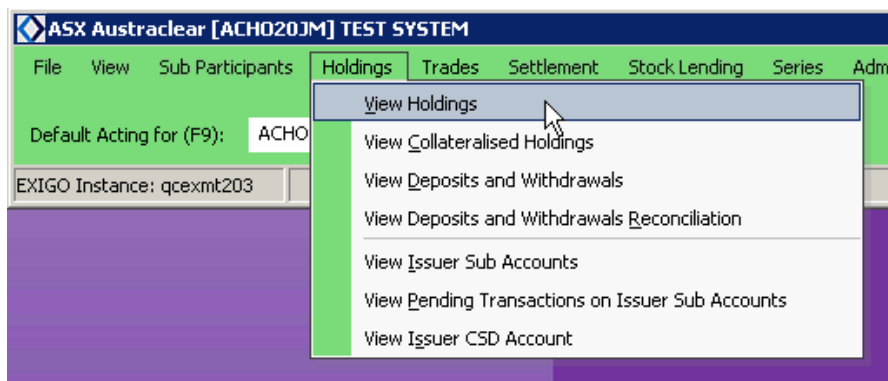 ASX Austraclear [ACHO20JM] TEST SYSTEM
File View Sub Participants Holdings Trades Settlement Stock Lending Series Adm
View Holdings
Default Acting for (F9): ACHO
View Collateralised Holdings
EXIGO Instance: qcexmt203
View Deposits and Withdrawals
View Deposits and Withdrawals Reconciliation
View Issuer Sub Accounts
View Pending Transactions on Issuer Sub Accounts
View Issuer CSD Account